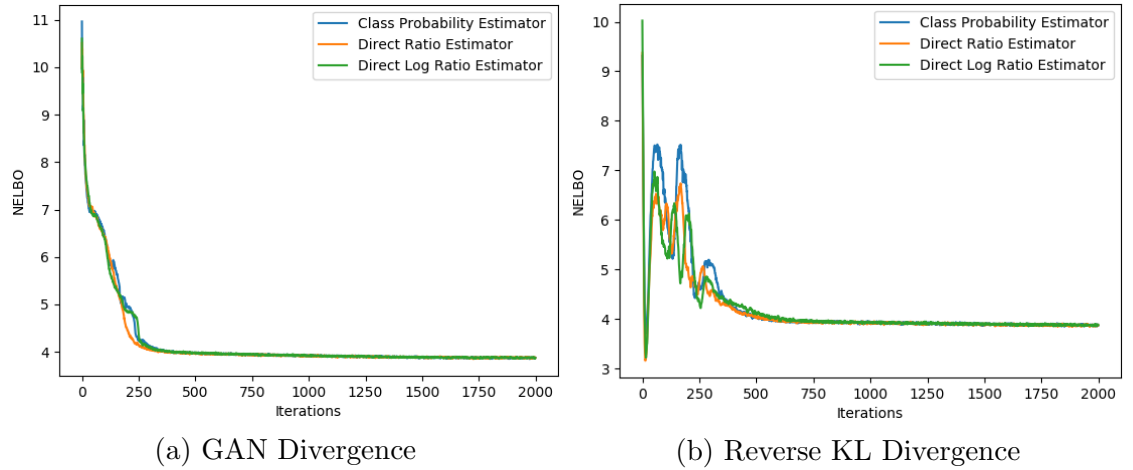 11
10
9
8
7
6
5
4
NELBO
0
250
500
750
1000
1250
1500
1750
2000
Iterations
Class Probability Estimator
Direct Ratio Estimator
Direct Log Ratio Estimator
(a) GAN Divergence
10
9
8
7
6
5
4
3
NELBO
0
250
500
750
1000
1250
1500
1750
2000
Iterations
Class Probability Estimator
Direct Ratio Estimator
Direct Log Ratio Estimator
(b) Reverse KL Divergence